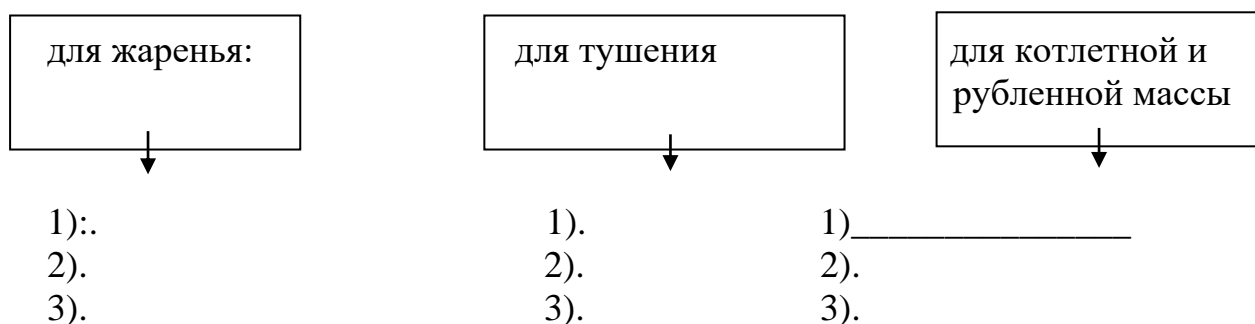 для жаренья:
для тушения
для котлетной и
рубленной массы
1):.
2).
3).
1).
2).
3).
1)_______________
2).
3).